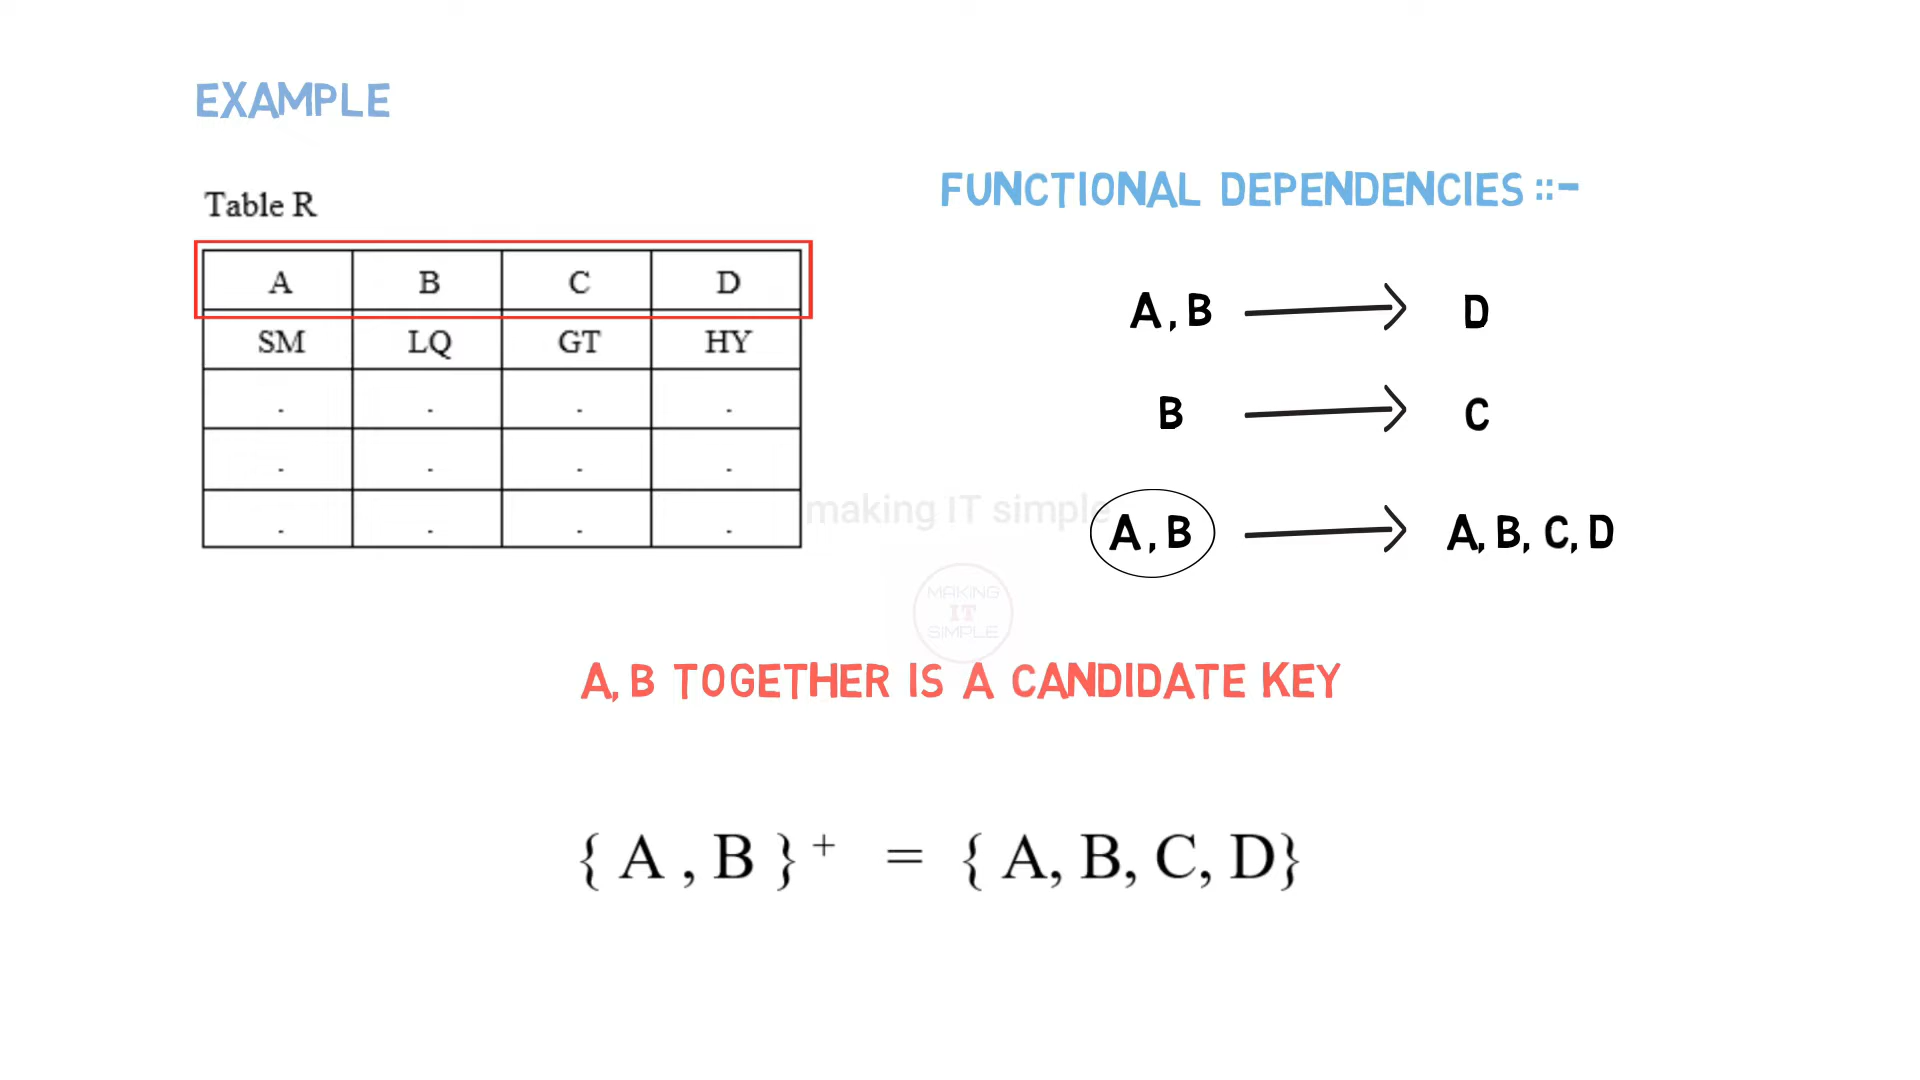 EXAMPLE
Table R
A B C D
SM LQ GT HY
. . . .
. . . .
. . . .
FUNCTIONAL DEPENDENCIES ::-
A , B → D
B → C
A , B → A, B, C, D
making IT simple
MAKING
IT
SIMPLE
A, B TOGETHER IS A CANDIDATE KEY
{ A , B }⁺ = { A, B, C, D}